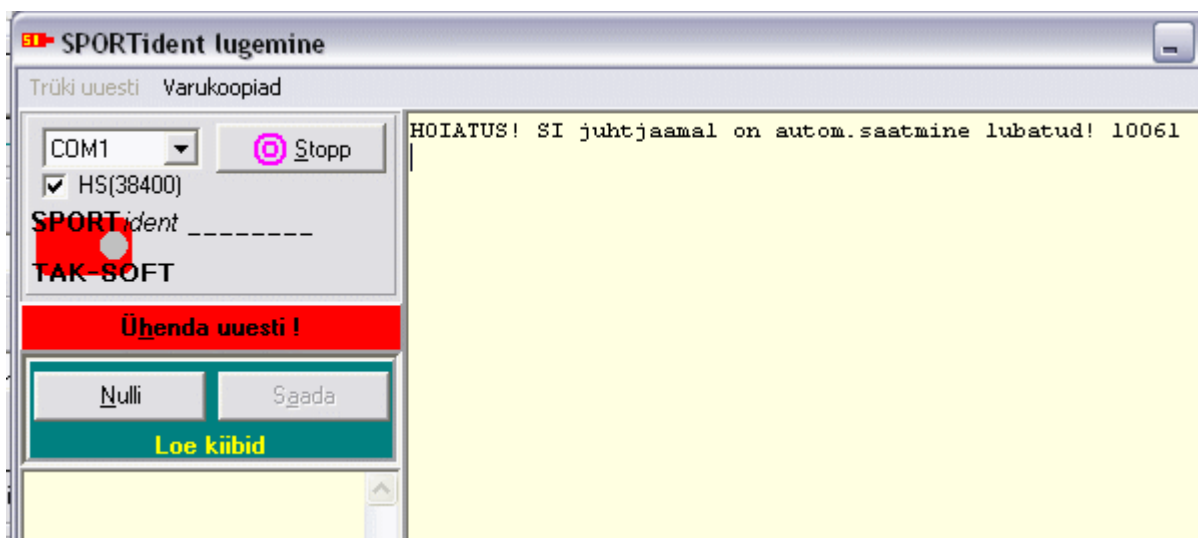 SPORTident lugemine
Trüki uuesti Varukoopiad
COM1 Stopp
HS(38400)
SPORTident ________
TAK-SOFT
Ühenda uuesti !
Nulli Saada
Loe kiibid
HOIATUS! SI juhtjaamal on autom.saatmine lubatud! 10061